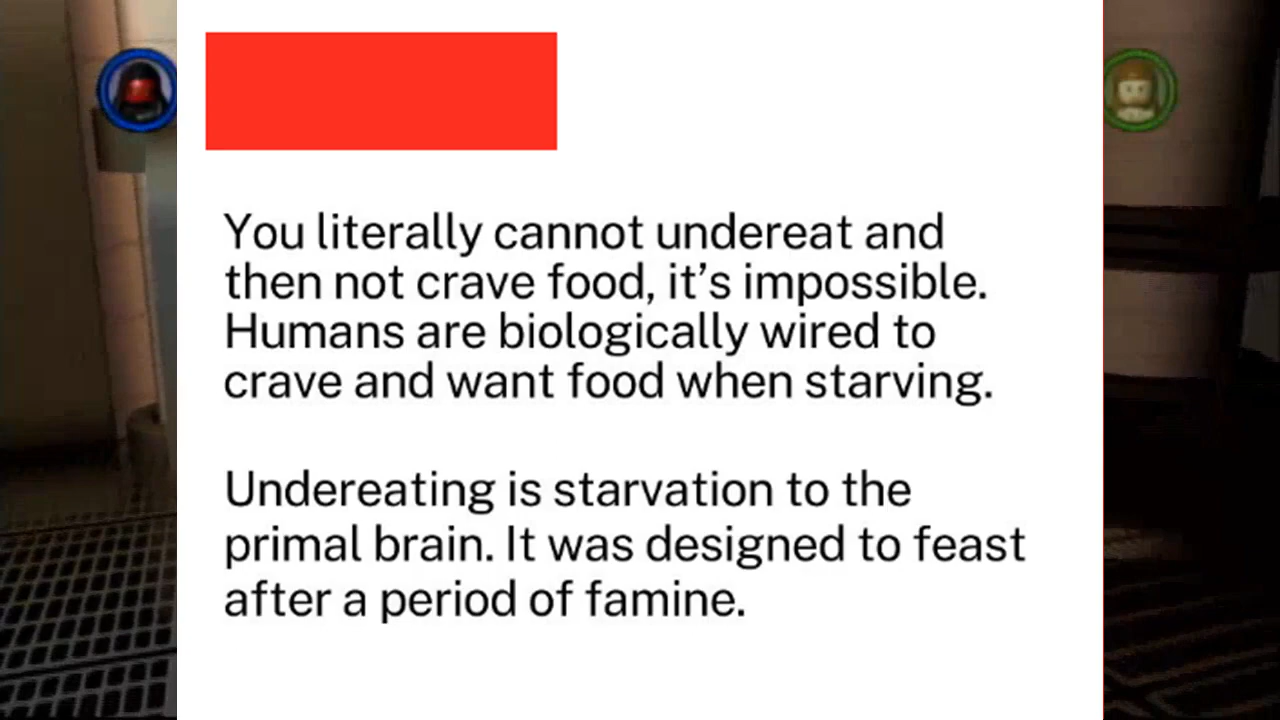 You literally cannot undereat and
then not crave food, it’s impossible.
Humans are biologically wired to
crave and want food when starving.
Undereating is starvation to the
primal brain. It was designed to feast
after a period of famine.